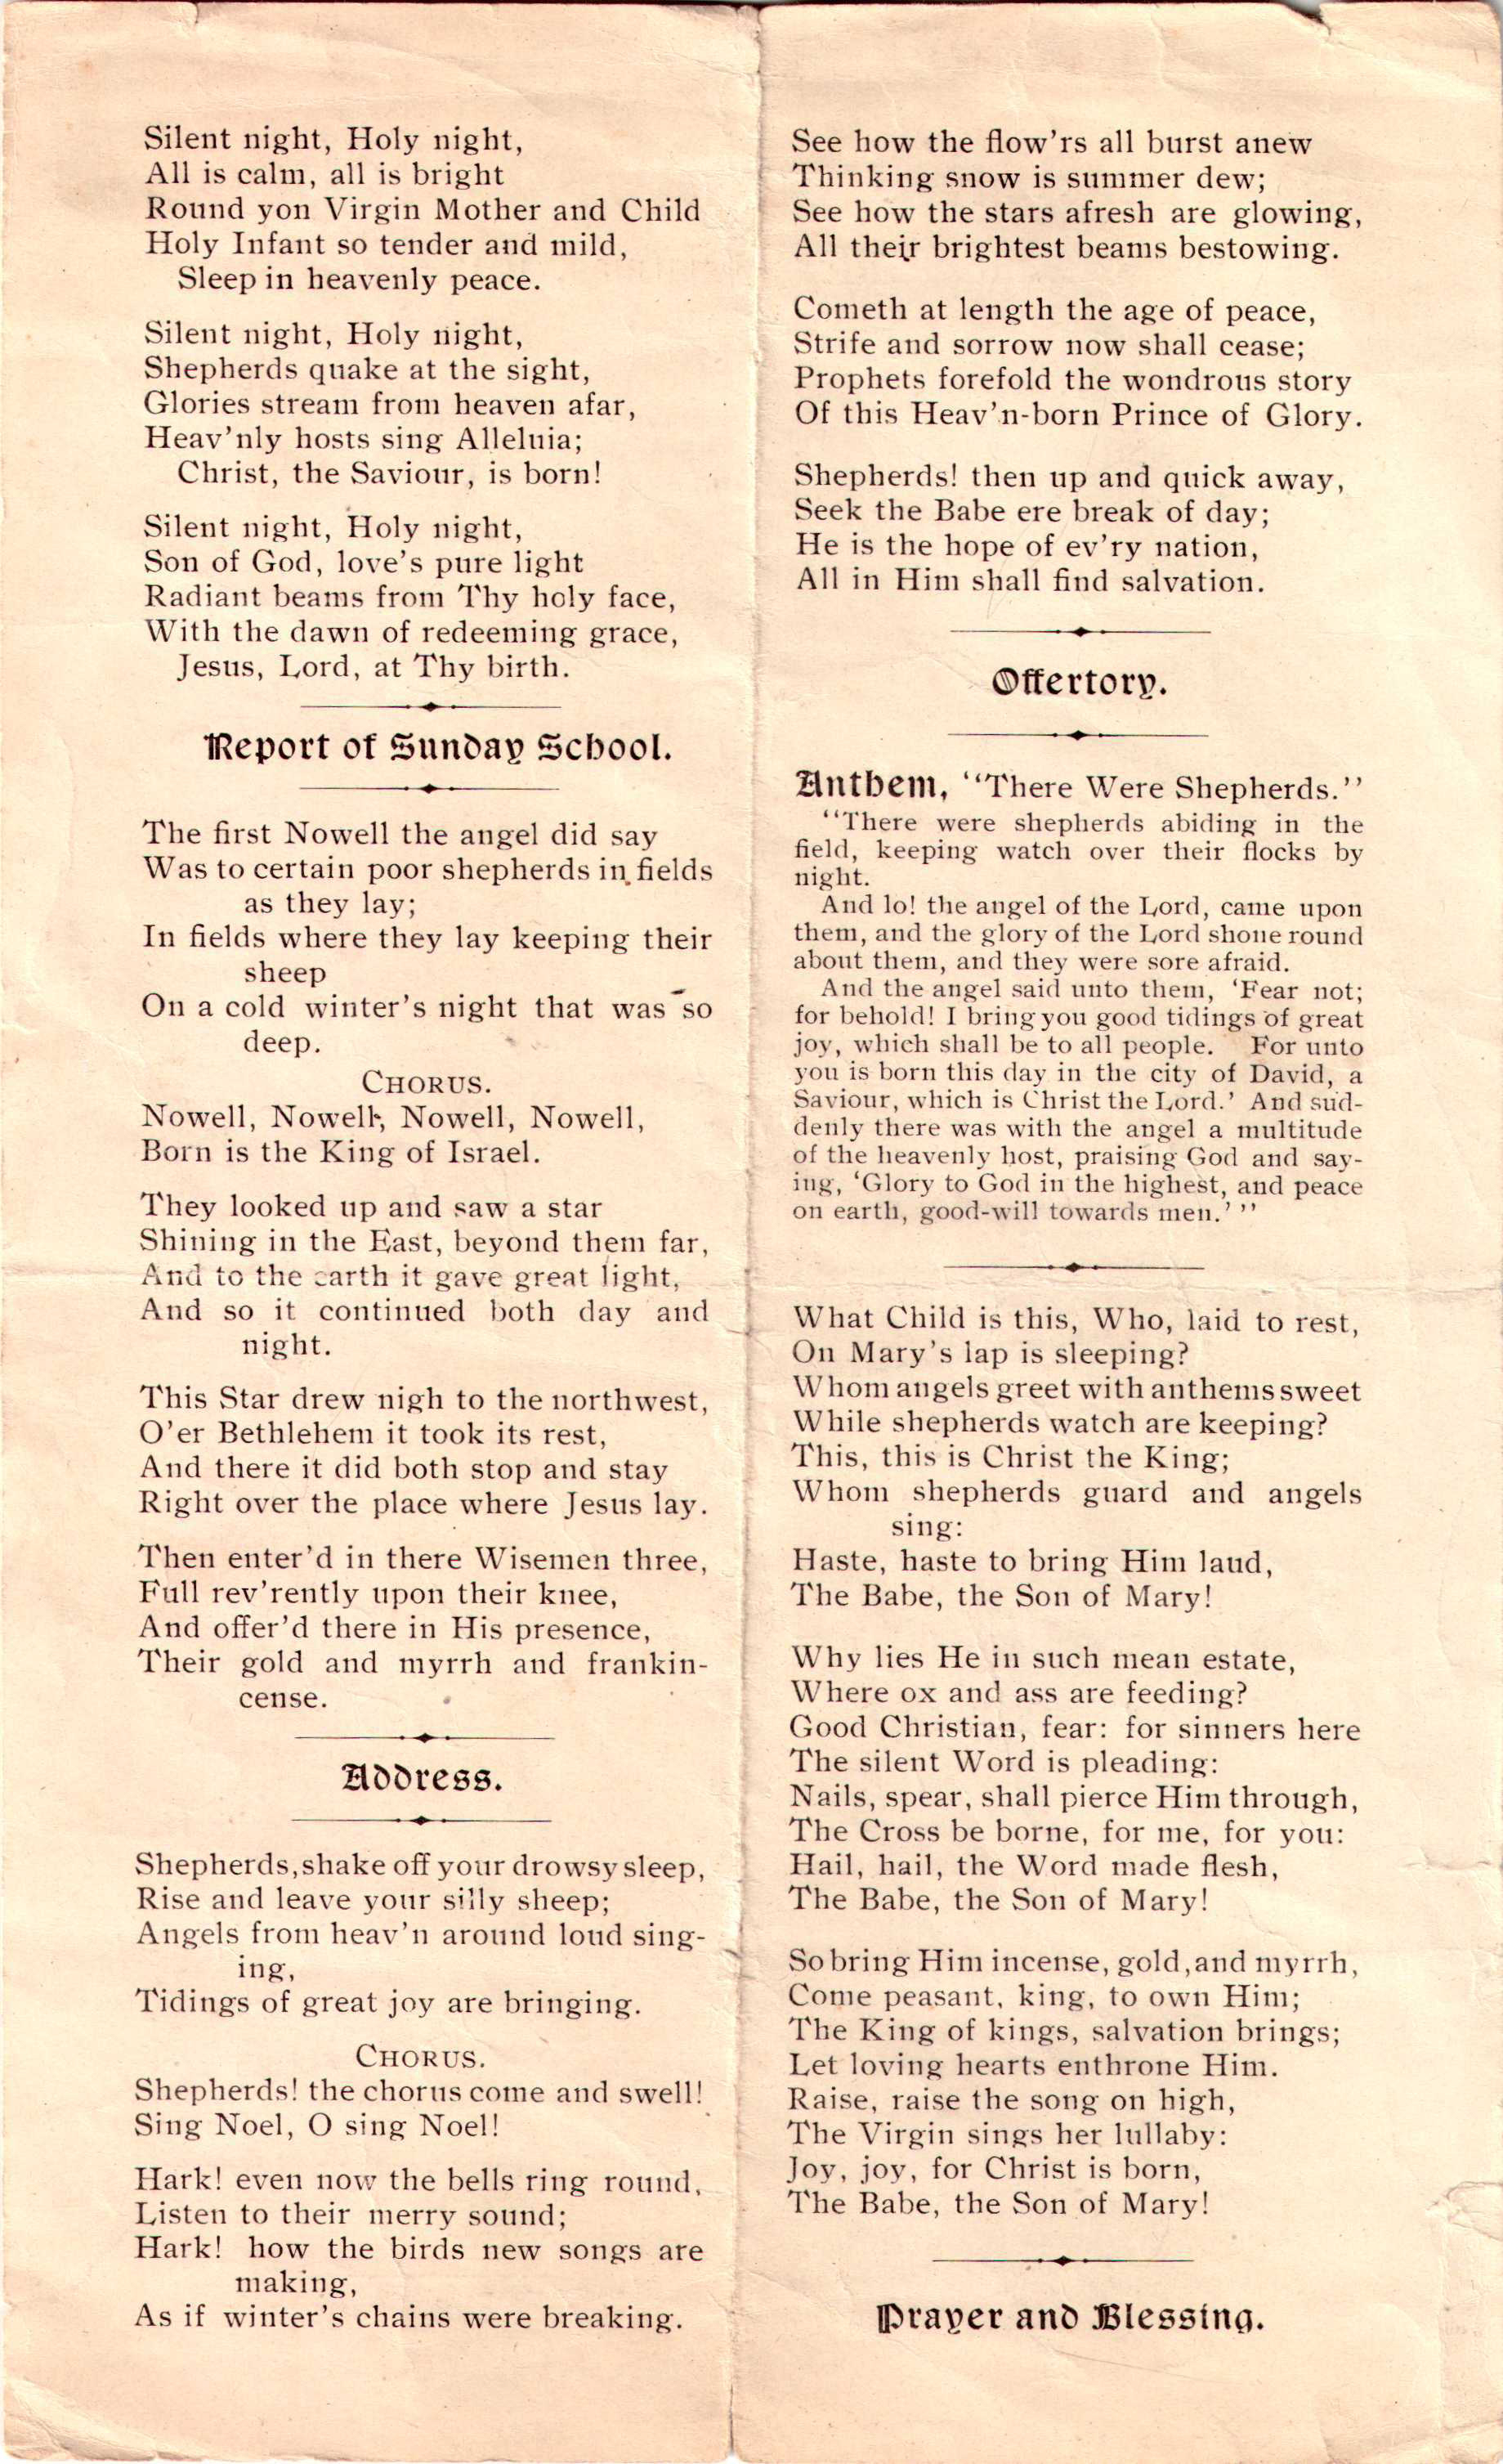 Silent night, Holy night,
All is calm, all is bright
Round yon Virgin Mother and Child
Holy Infant so tender and mild,
Sleep in heavenly peace.
Silent night, Holy night,
Shepherds quake at the sight,
Glories stream from heaven afar,
Heav'nly hosts sing Alleluia;
Christ, the Saviour, is born!
Silent night, Holy night,
Son of God, love's pure light
Radiant beams from Thy holy face,
With the dawn of redeeming grace,
Jesus, Lord, at Thy birth.
Report of Sunday School.
The first Nowell the angel did say
Was to certain poor shepherds in fields
as they lay;
In fields where they lay keeping their
sheep
On a cold winter's night that was so
deep.
CHORUS.
Nowell, Nowell, Nowell, Nowell,
Born is the King of Israel.
They looked up and saw a star
Shining in the East, beyond them far,
And to the earth it gave great light,
And so it continued both day and
night.
This Star drew nigh to the northwest,
O'er Bethlehem it took its rest,
And there it did both stop and stay
Right over the place where Jesus lay.
Then enter'd in there Wisemen three,
Full rev'rently upon their knee,
And offer'd there in His presence,
Their gold and myrrh and frankin-
cense.
Address.
Shepherds, shake off your drowsy sleep,
Rise and leave your silly sheep;
Angels from heav'n around loud sing-
ing,
Tidings of great joy are bringing.
CHORUS.
Shepherds! the chorus come and swell!
Sing Noel, O sing Noel!
Hark! even now the bells ring round,
Listen to their merry sound;
Hark! how the birds new songs are
making,
As if winter's chains were breaking.
See how the flow'rs all burst anew
Thinking snow is summer dew;
See how the stars afresh are glowing,
All their brightest beams bestowing.
Cometh at length the age of peace,
Strife and sorrow now shall cease;
Prophets forefold the wondrous story
Of this Heav'n-born Prince of Glory.
Shepherds! then up and quick away,
Seek the Babe ere break of day;
He is the hope of ev'ry nation,
All in Him shall find salvation.
Offertory.
Anthem, "There Were Shepherds."
"There were shepherds abiding in the
field, keeping watch over their flocks by
night.
And lo! the angel of the Lord, came upon
them, and the glory of the Lord shone round
about them, and they were sore afraid.
And the angel said unto them, 'Fear not;
for behold! I bring you good tidings of great
joy, which shall be to all people. For unto
you is born this day in the city of David, a
Saviour, which is Christ the Lord.' And sud-
denly there was with the angel a multitude
of the heavenly host, praising God and say-
ing, 'Glory to God in the highest, and peace
on earth, good-will towards men.' "
What Child is this, Who, laid to rest,
On Mary's lap is sleeping?
Whom angels greet with anthems sweet
While shepherds watch are keeping?
This, this is Christ the King;
Whom shepherds guard and angels
sing:
Haste, haste to bring Him laud,
The Babe, the Son of Mary!
Why lies He in such mean estate,
Where ox and ass are feeding?
Good Christian, fear: for sinners here
The silent Word is pleading:
Nails, spear, shall pierce Him through,
The Cross be borne, for me, for you:
Hail, hail, the Word made flesh,
The Babe, the Son of Mary!
So bring Him incense, gold, and myrrh,
Come peasant, king, to own Him;
The King of kings, salvation brings;
Let loving hearts enthrone Him.
Raise, raise the song on high,
The Virgin sings her lullaby:
Joy, joy, for Christ is born,
The Babe, the Son of Mary!
Prayer and Blessing.